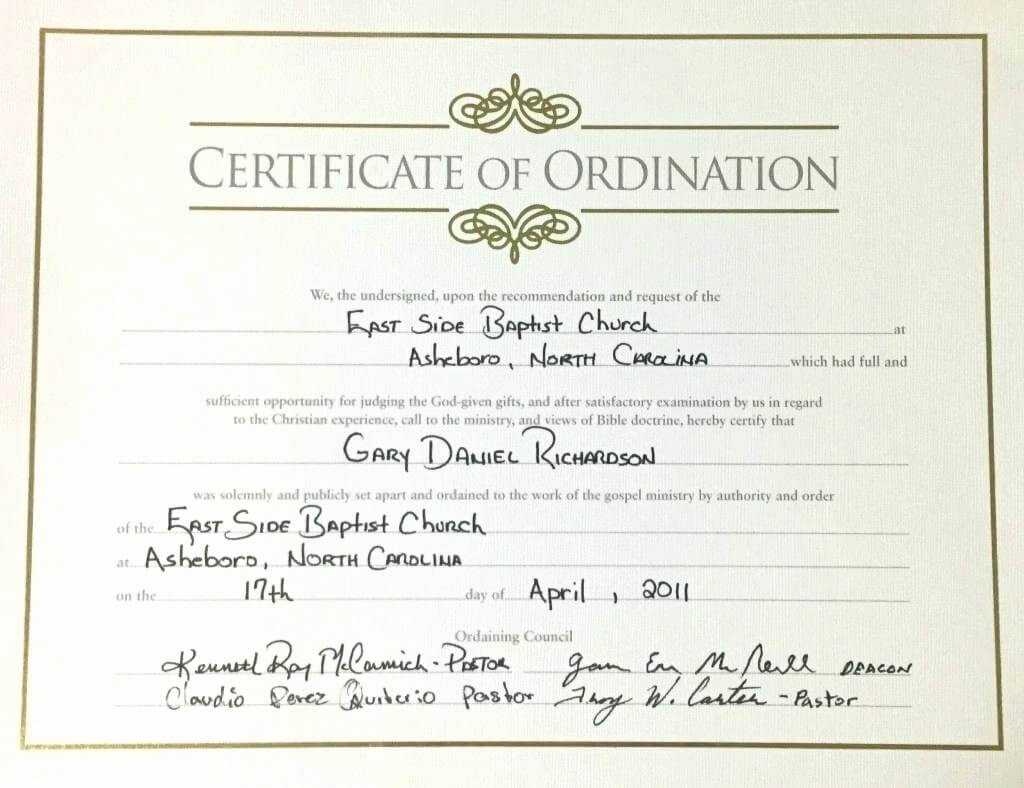 CERTIFICATE OF ORDINATION
We, the undersigned, upon the recommendation and request of the
EAST SIDE BAPTIST CHURCH at
Asheboro, NORTH CAROLINA which had full and
sufficient opportunity for judging the God-given gifts, and after satisfactory examination by us in regard
to the Christian experience, call to the ministry, and views of Bible doctrine, hereby certify that
GARY DANIEL RICHARDSON
was solemnly and publicly set apart and ordained to the work of the gospel ministry by authority and order
of the EAST SIDE BAPTIST CHURCH
at Asheboro, NORTH CAROLINA
on the 17th day of April, 2011
Ordaining Council
Kenneth Ray McCormick - PASTOR
DEACON
Claudio Perez Quiterio Pastor Troy W. Carter - Pastor